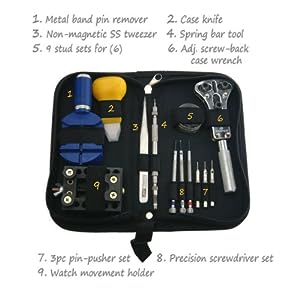 1. Metal band pin remover 2. Case knife
3. Non-magnetic SS tweezer 4. Spring bar tool
5. 9 stud sets for (6) 6. Adj. screw-back
case wrench
1 2 3 4 5 6
7 8
9
7. 3pc pin-pusher set 8. Precision screwdriver set
9. Watch movement holder